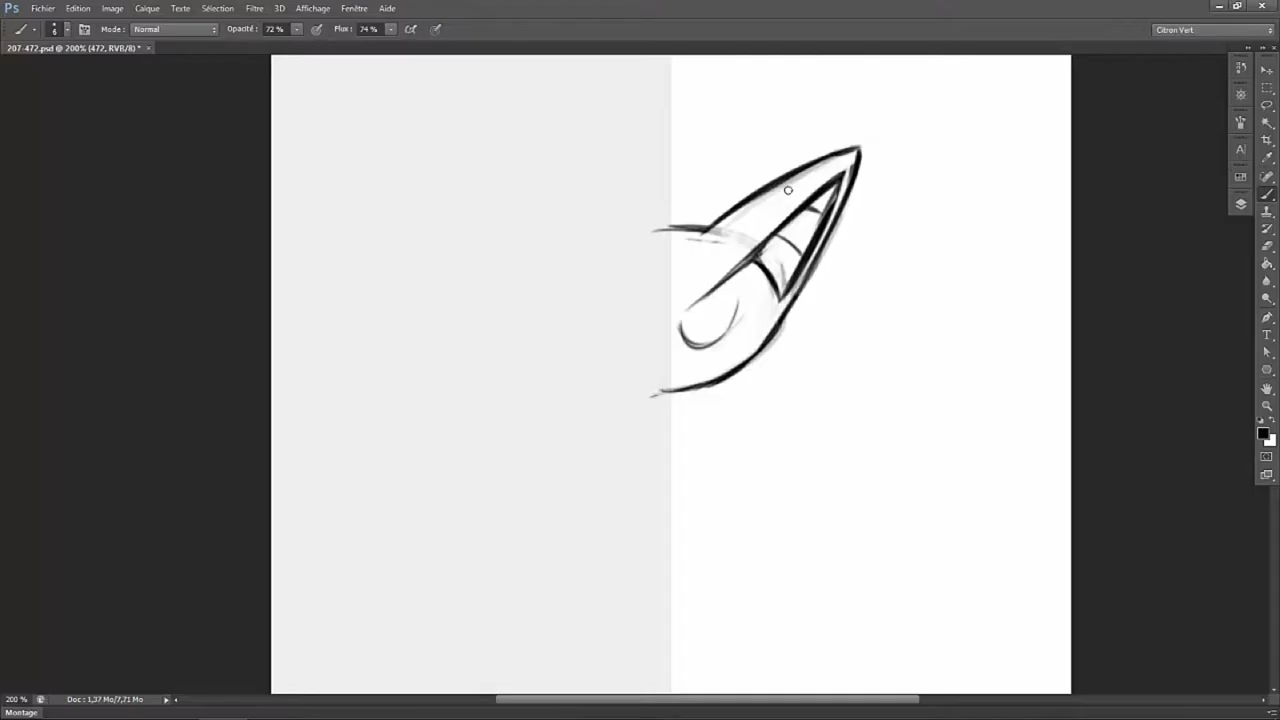 Ps Fichier Edition Image Calque Texte Sélection Filtre 3D Affichage Fenêtre Aide
6 Mode : Normal Opacité : 72 % Flux : 74 % Citron Vert
207-472.psd @ 200% (472, RVB/8) * ×
A
T
200 % Doc : 1,37 Mo/7,71 Mo
Montage